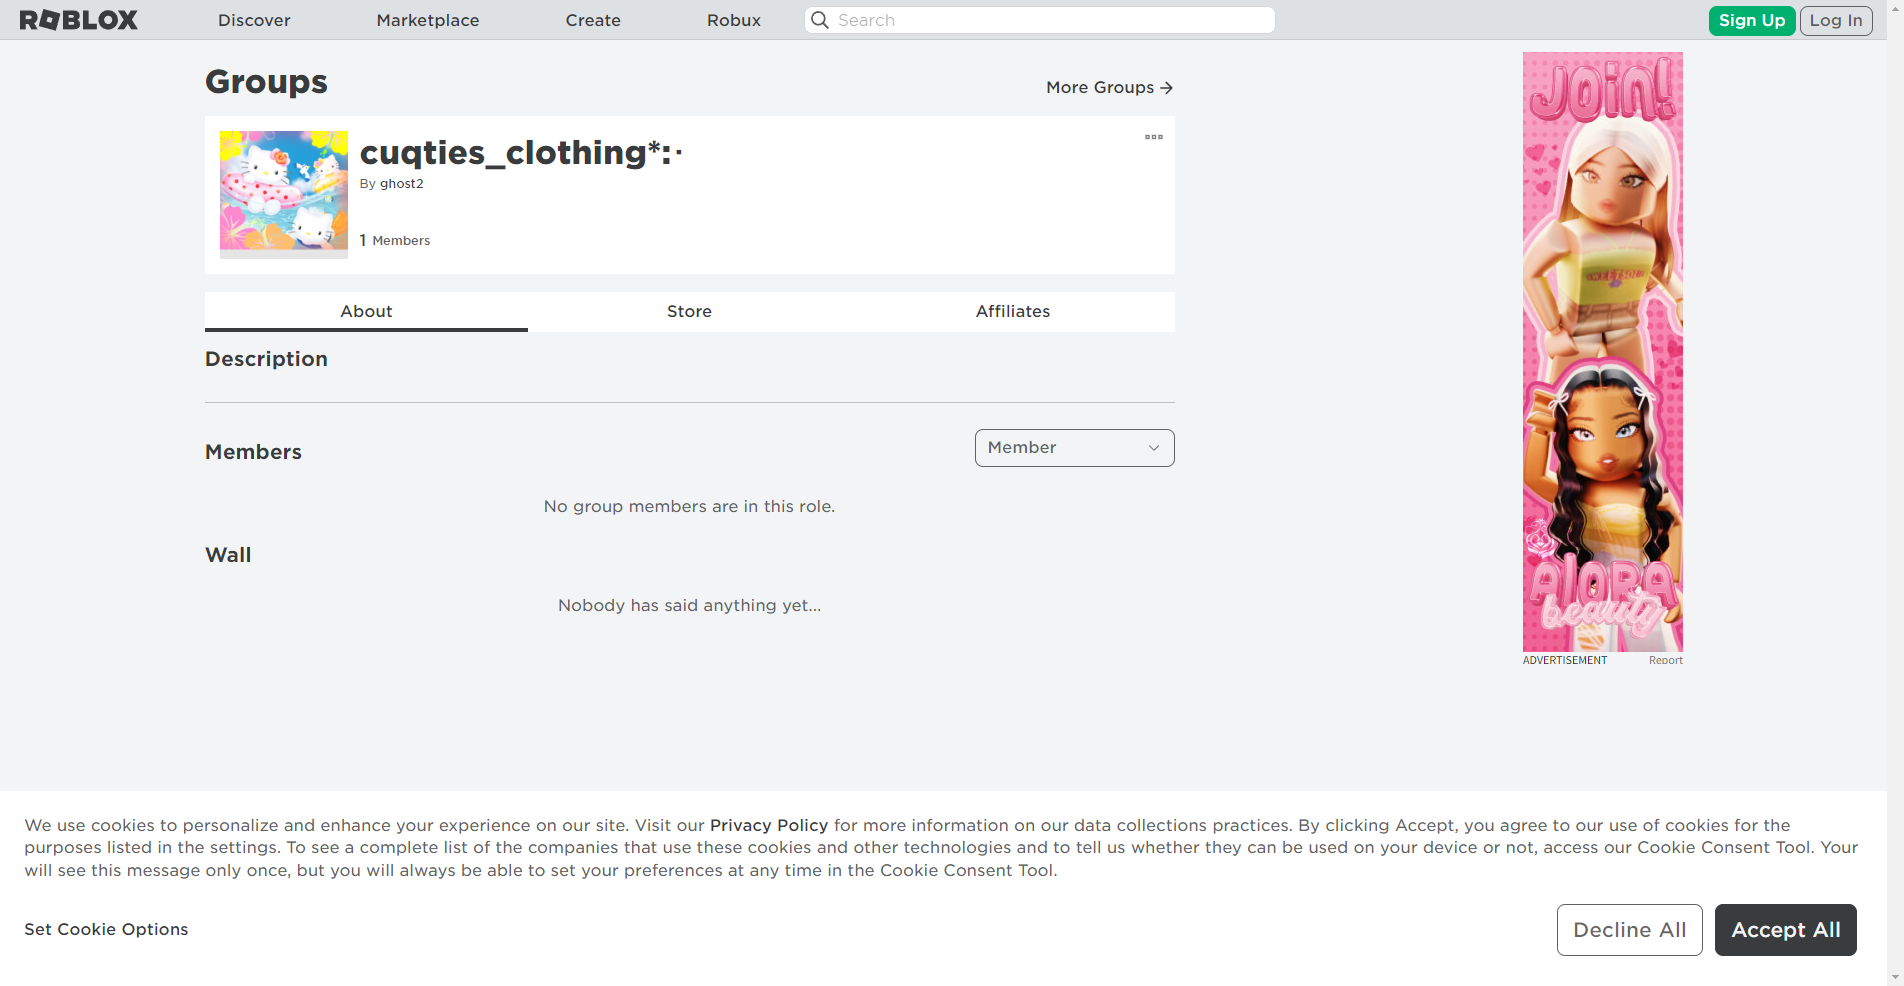 ROBLOX Discover Marketplace Create Robux Search Sign Up Log In
Groups
More Groups
cuqties_clothing*:·
By ghost2
1 Members
About Store Affiliates
Description
Members
Member
No group members are in this role.
Wall
Nobody has said anything yet...
JOIN!
SWEETSOUL
ALORA
beauty
ADVERTISEMENT Report
We use cookies to personalize and enhance your experience on our site. Visit our Privacy Policy for more information on our data collections practices. By clicking Accept, you agree to our use of cookies for the
purposes listed in the settings. To see a complete list of the companies that use these cookies and other technologies and to tell us whether they can be used on your device or not, access our Cookie Consent Tool. Your
will see this message only once, but you will always be able to set your preferences at any time in the Cookie Consent Tool.
Set Cookie Options
Decline All
Accept All